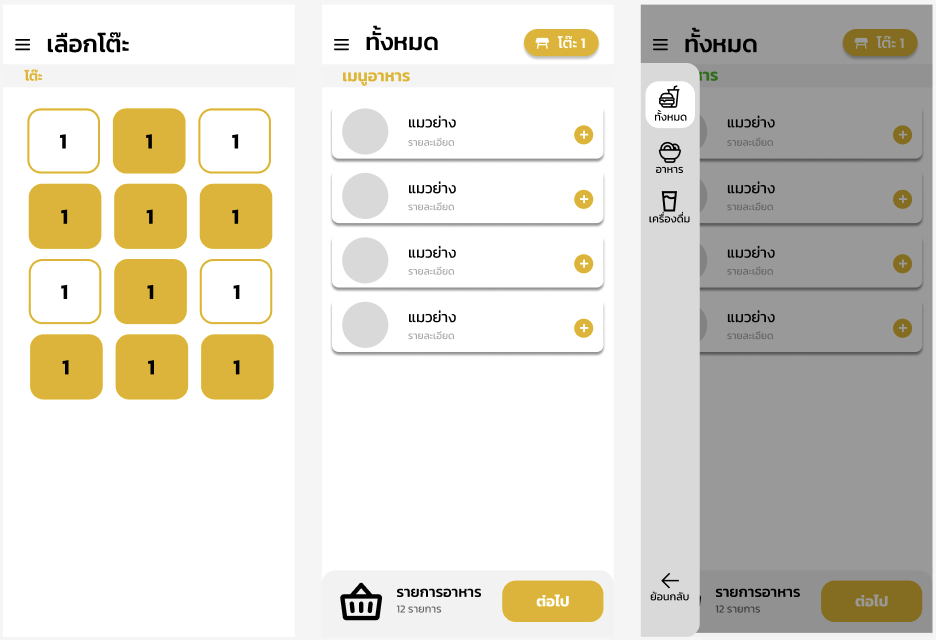 เลือกโต๊ะ
โต๊ะ
1 1 1
1 1 1
1 1 1
1 1 1
ทั้งหมด
โต๊ะ 1
เมนูอาหาร
แมวย่าง
รายละเอียด
แมวย่าง
รายละเอียด
แมวย่าง
รายละเอียด
แมวย่าง
รายละเอียด
รายการอาหาร
12 รายการ
ต่อไป
ทั้งหมด
โต๊ะ 1
าหาร
ทั้งหมด
อาหาร
เครื่องดื่ม
แมวย่าง
รายละเอียด
แมวย่าง
รายละเอียด
แมวย่าง
รายละเอียด
แมวย่าง
รายละเอียด
ย้อนกลับ
รายการอาหาร
12 รายการ
ต่อไป